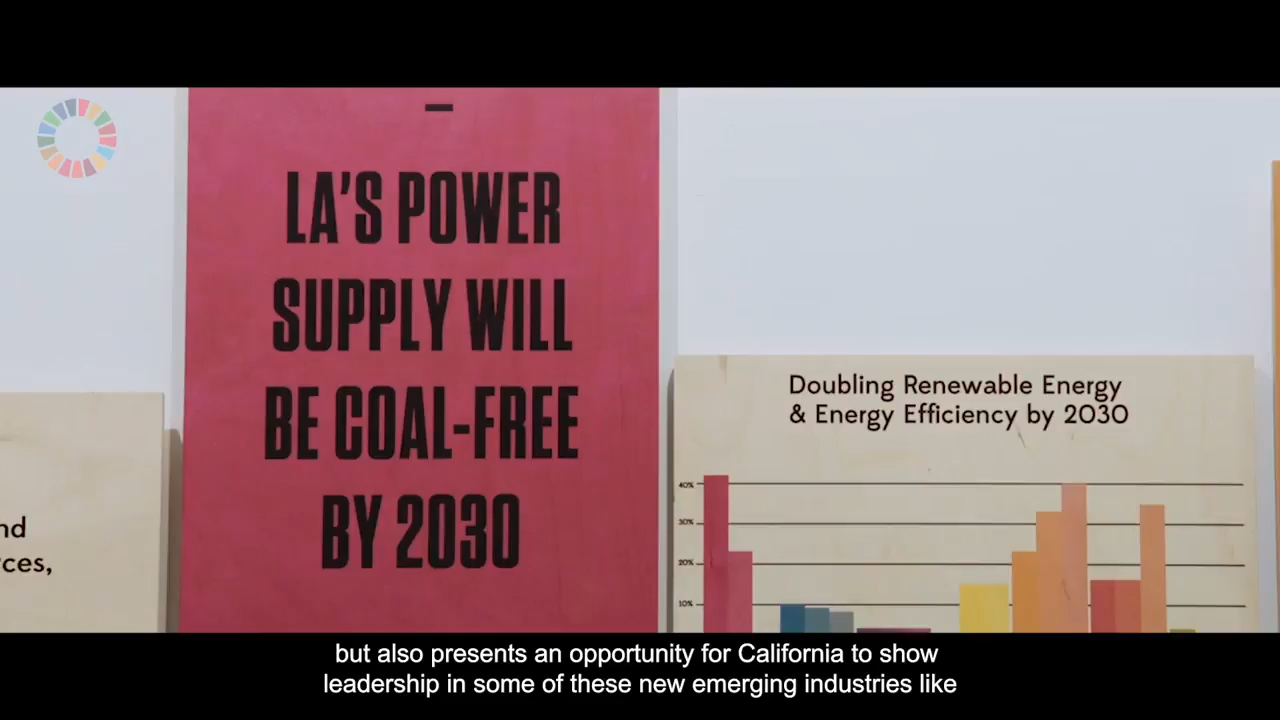 LA'S POWER
SUPPLY WILL
BE COAL-FREE
BY 2030
Doubling Renewable Energy
& Energy Efficiency by 2030
40%
30%
20%
10%
nd
ces,
but also presents an opportunity for California to show
leadership in some of these new emerging industries like